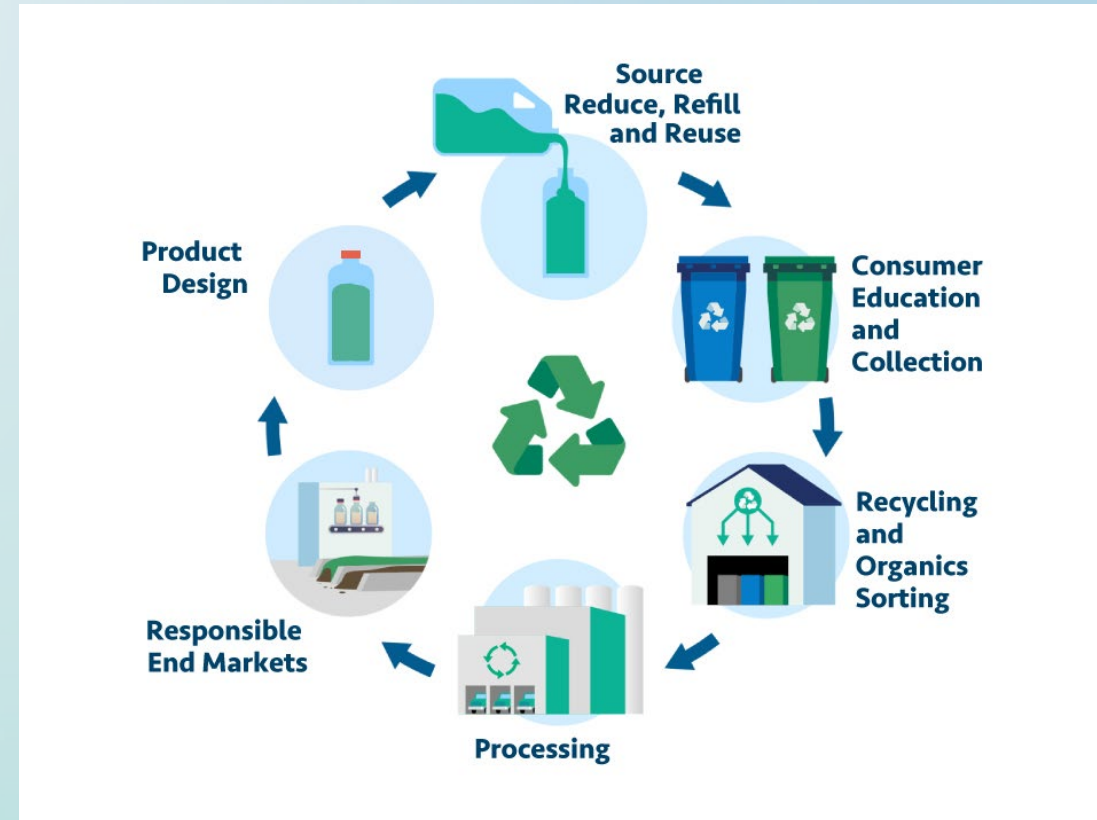 Source
Reduce, Refill
and Reuse
Consumer
Education
and
Collection
Recycling
and
Organics
Sorting
Processing
Responsible
End Markets
Product
Design